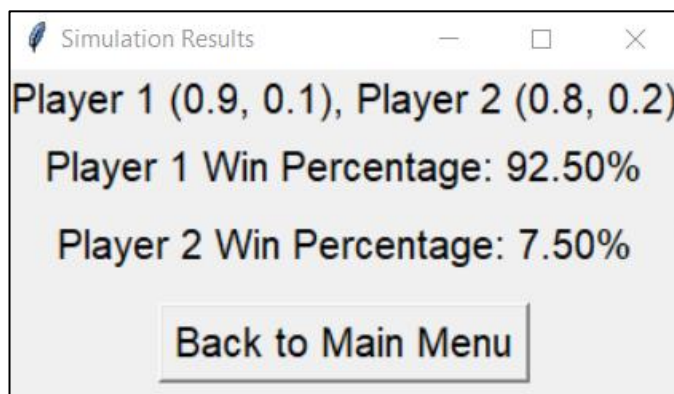 Simulation Results
Player 1 (0.9, 0.1), Player 2 (0.8, 0.2)
Player 1 Win Percentage: 92.50%
Player 2 Win Percentage: 7.50%
Back to Main Menu